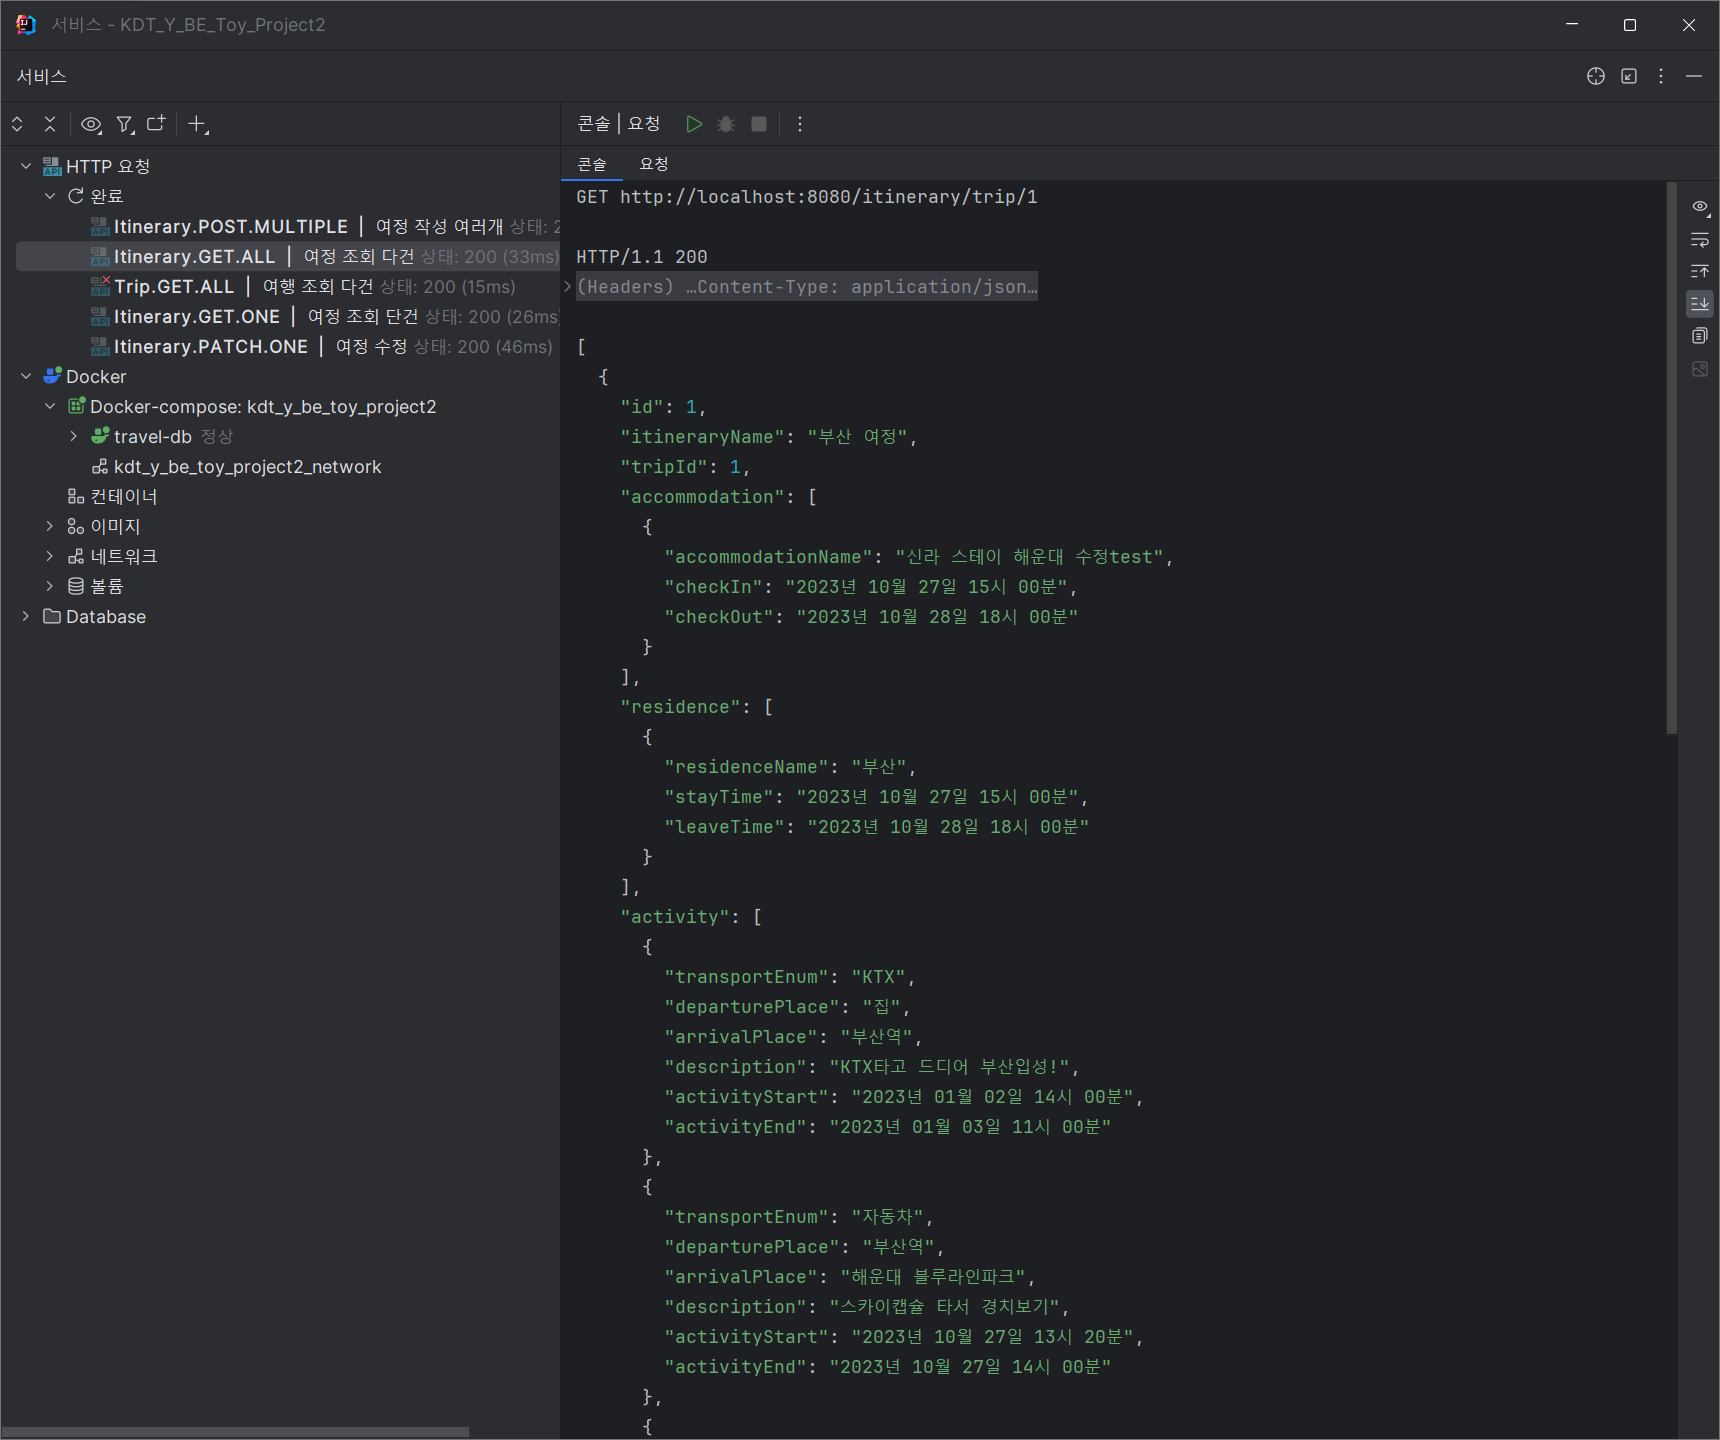 서비스 - KDT_Y_BE_Toy_Project2
서비스
콘솔 | 요청
콘솔 요청
HTTP 요청
완료
Itinerary.POST.MULTIPLE | 여정 작성 여러개 상태: 2
Itinerary.GET.ALL | 여정 조회 다건 상태: 200 (33ms)
Trip.GET.ALL | 여행 조회 다건 상태: 200 (15ms)
Itinerary.GET.ONE | 여정 조회 단건 상태: 200 (26ms
Itinerary.PATCH.ONE | 여정 수정 상태: 200 (46ms)
Docker
Docker-compose: kdt_y_be_toy_project2
travel-db 정상
kdt_y_be_toy_project2_network
컨테이너
이미지
네트워크
볼륨
Database
GET http://localhost:8080/itinerary/trip/1
HTTP/1.1 200
(Headers) …Content-Type: application/json…
[
{
"id": 1,
"itineraryName": "부산 여정",
"tripId": 1,
"accommodation": [
{
"accommodationName": "신라 스테이 해운대 수정test",
"checkIn": "2023년 10월 27일 15시 00분",
"checkOut": "2023년 10월 28일 18시 00분"
}
],
"residence": [
{
"residenceName": "부산",
"stayTime": "2023년 10월 27일 15시 00분",
"leaveTime": "2023년 10월 28일 18시 00분"
}
],
"activity": [
{
"transportEnum": "KTX",
"departurePlace": "집",
"arrivalPlace": "부산역",
"description": "KTX타고 드디어 부산입성!",
"activityStart": "2023년 01월 02일 14시 00분",
"activityEnd": "2023년 01월 03일 11시 00분"
},
{
"transportEnum": "자동차",
"departurePlace": "부산역",
"arrivalPlace": "해운대 블루라인파크",
"description": "스카이캡슐 타서 경치보기",
"activityStart": "2023년 10월 27일 13시 20분",
"activityEnd": "2023년 10월 27일 14시 00분"
},
{